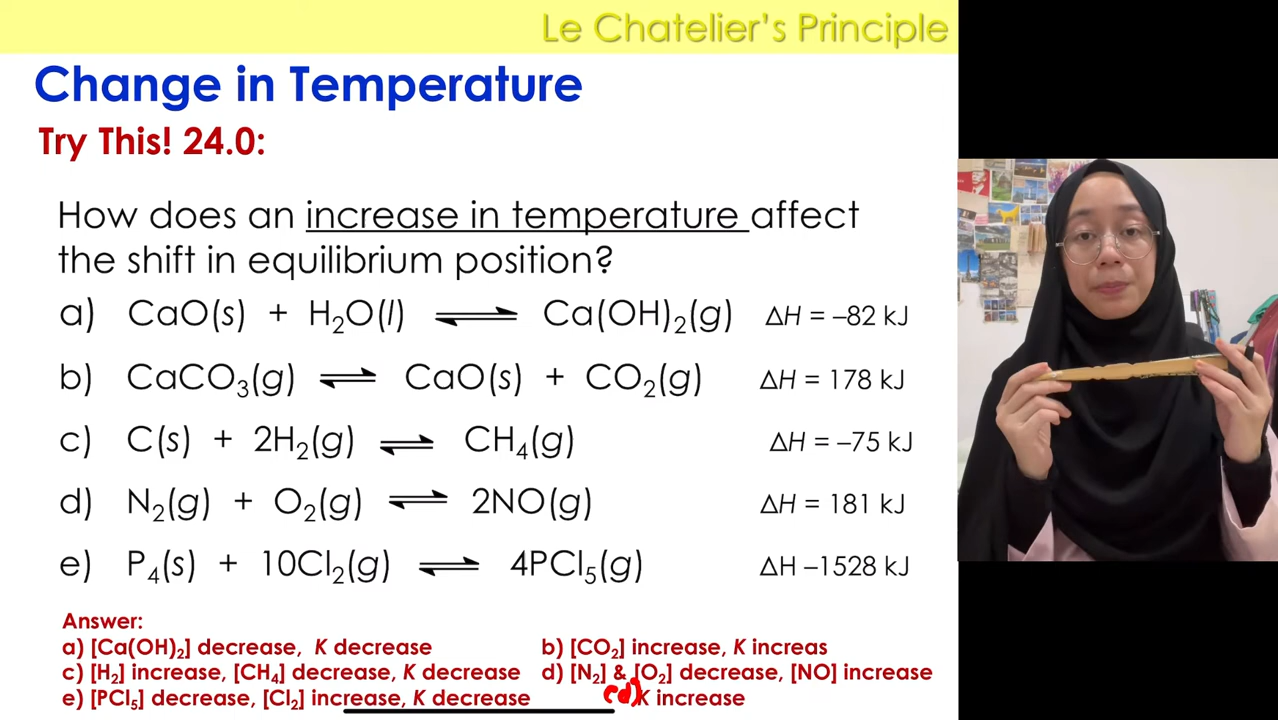 Le Chatelier's Principle
Change in Temperature
Try This! 24.0:
How does an increase in temperature affect
the shift in equilibrium position?
a) CaO(s) + H₂O(l) ⇌ Ca(OH)₂(g) ΔH = –82 kJ
b) CaCO₃(g) ⇌ CaO(s) + CO₂(g) ΔH = 178 kJ
c) C(s) + 2H₂(g) ⇌ CH₄(g) ΔH = –75 kJ
d) N₂(g) + O₂(g) ⇌ 2NO(g) ΔH = 181 kJ
e) P₄(s) + 10Cl₂(g) ⇌ 4PCl₅(g) ΔH –1528 kJ
Answer:
a) [Ca(OH)₂] decrease, K decrease b) [CO₂] increase, K increas
c) [H₂] increase, [CH₄] decrease, K decrease d) [N₂] & [O₂] decrease, [NO] increase
e) [PCl₅] decrease, [Cl₂] increase, K decrease (d) K increase